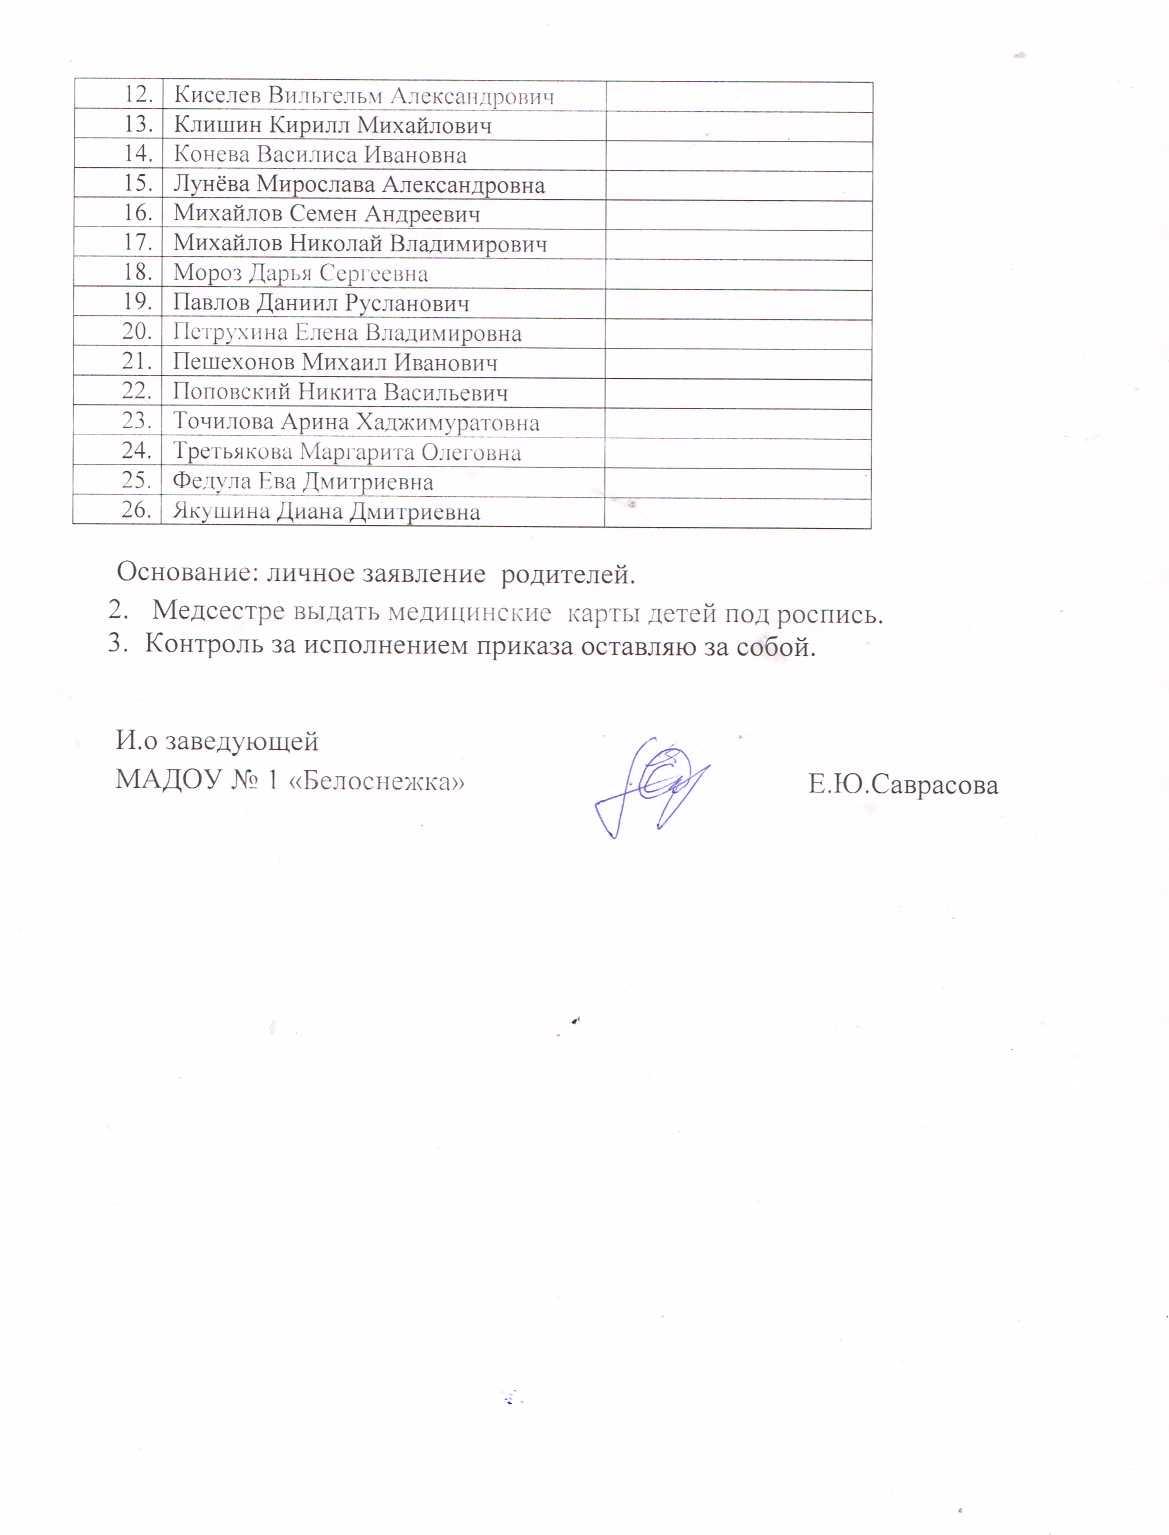 12. Киселев Вильгельм Александрович
13. Клишин Кирилл Михайлович
14. Конева Василиса Ивановна
15. Лунёва Мирослава Александровна
16. Михайлов Семен Андреевич
17. Михайлов Николай Владимирович
18. Мороз Дарья Сергеевна
19. Павлов Даниил Русланович
20. Петрухина Елена Владимировна
21. Пешехонов Михаил Иванович
22. Поповский Никита Васильевич
23. Точилова Арина Хаджимуратовна
24. Третьякова Маргарита Олеговна
25. Федула Ева Дмитриевна
26. Якушина Диана Дмитриевна
Основание: личное заявление родителей.
2. Медсестре выдать медицинские карты детей под роспись.
3. Контроль за исполнением приказа оставляю за собой.
И.о заведующей
МАДОУ № 1 «Белоснежка» Е.Ю.Саврасова